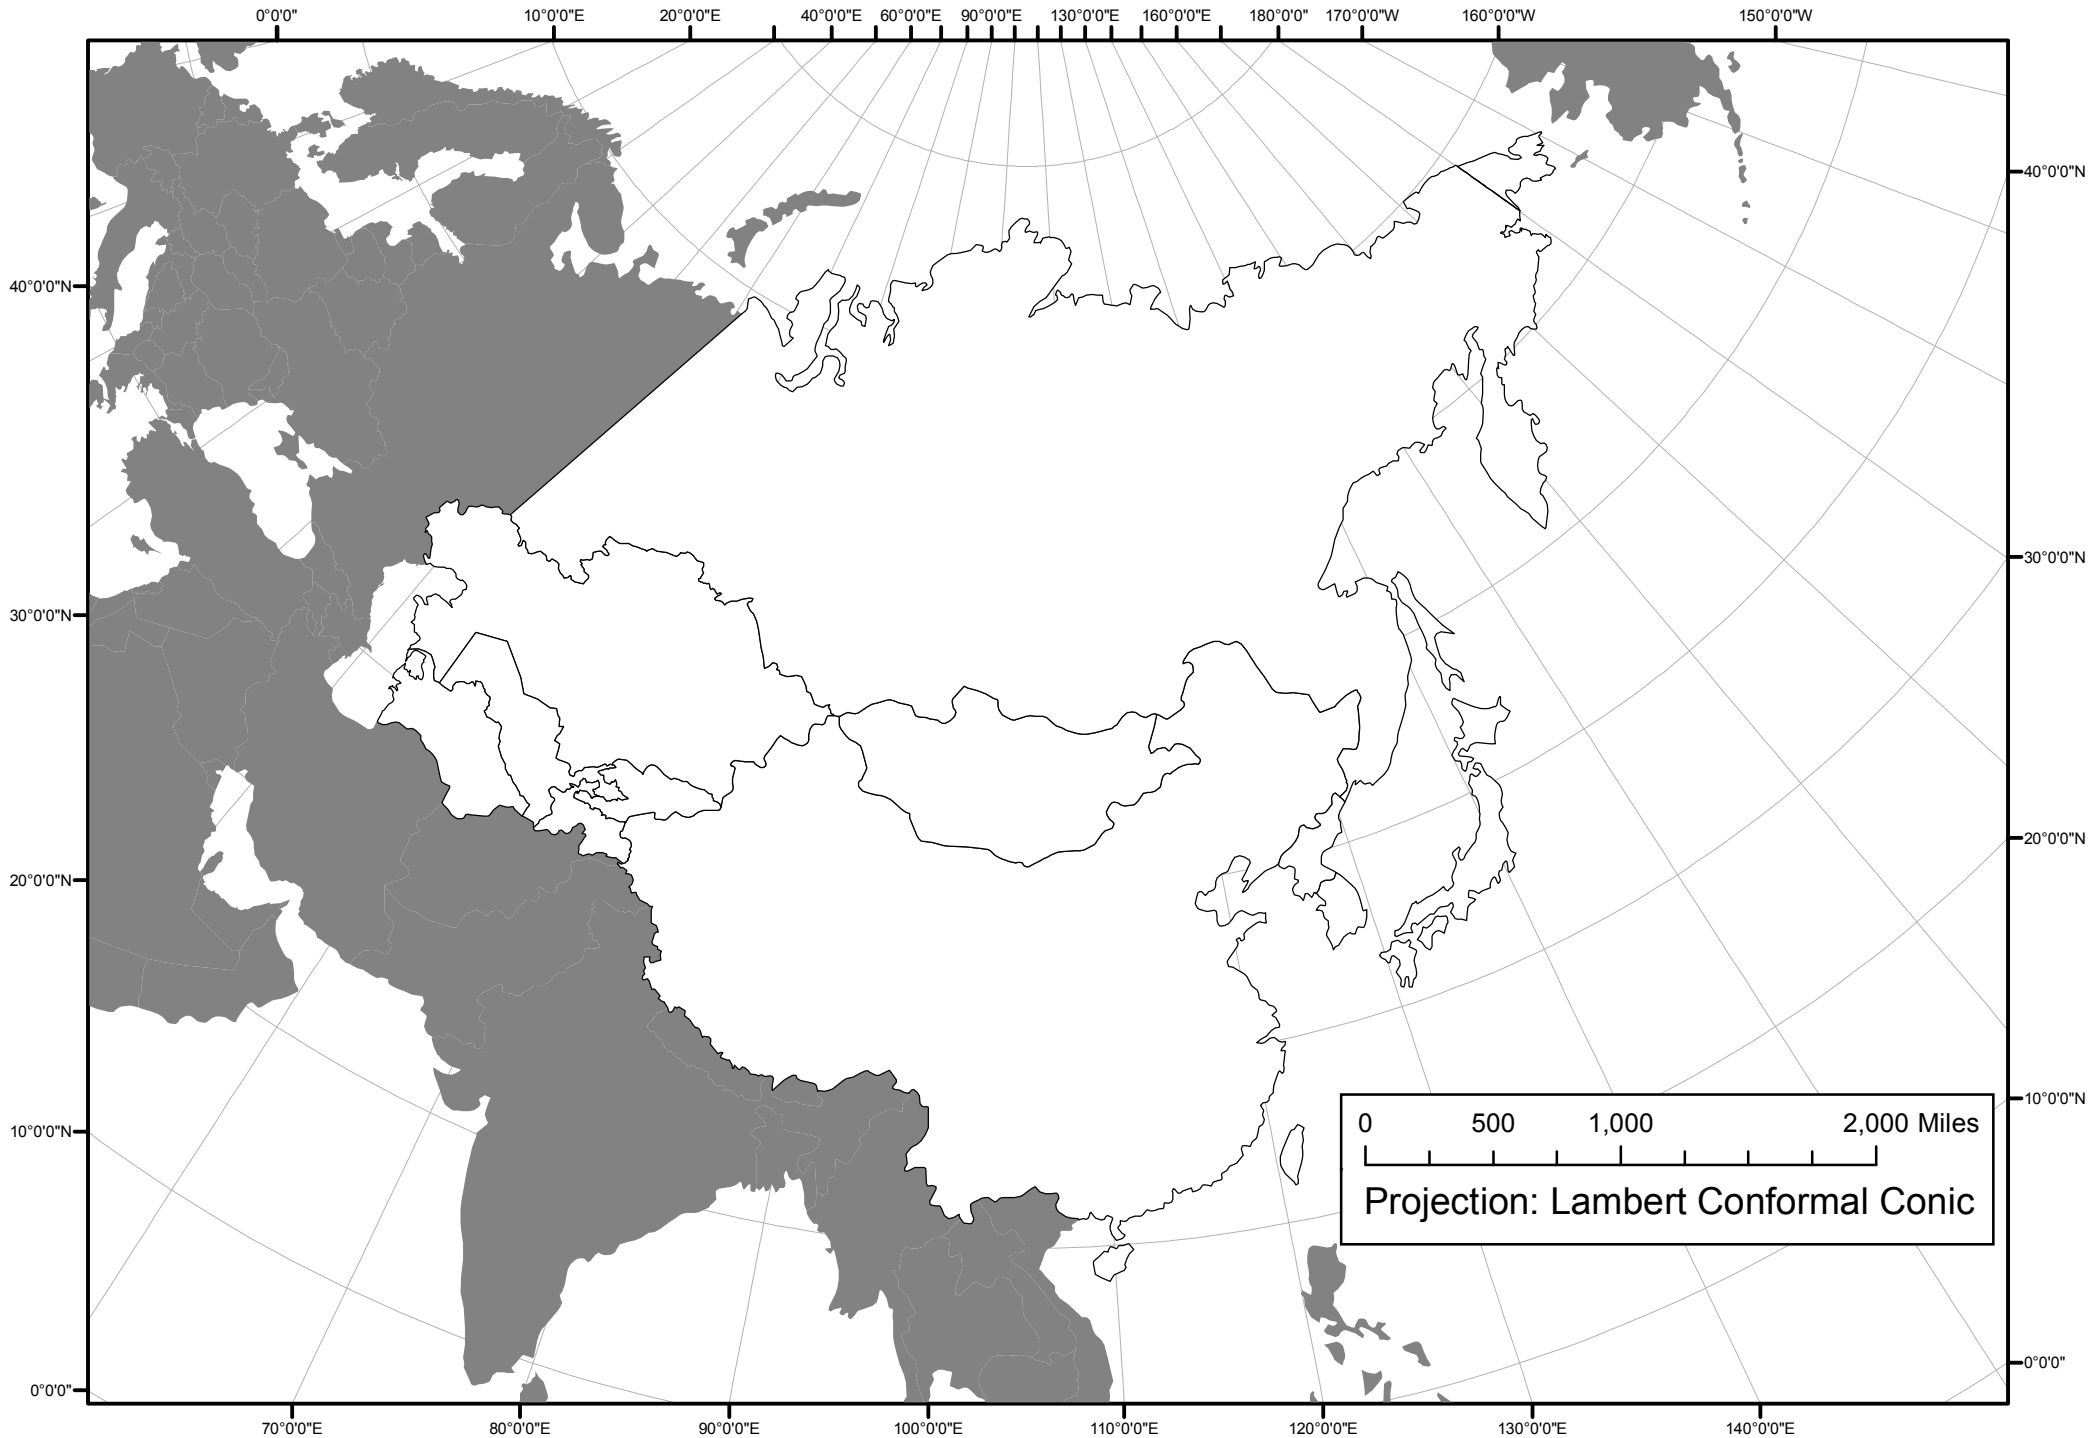 0°0'0" 10°0'0"E 20°0'0"E 40°0'0"E 60°0'0"E 90°0'0"E 130°0'0"E 160°0'0"E 180°0'0" 170°0'0"W 160°0'0"W 150°0'0"W
40°0'0"N
40°0'0"N
30°0'0"N
30°0'0"N
20°0'0"N
20°0'0"N
10°0'0"N
0 500 1,000 2,000 Miles
10°0'0"N
Projection: Lambert Conformal Conic
0°0'0"
0°0'0"
70°0'0"E 80°0'0"E 90°0'0"E 100°0'0"E 110°0'0"E 120°0'0"E 130°0'0"E 140°0'0"E